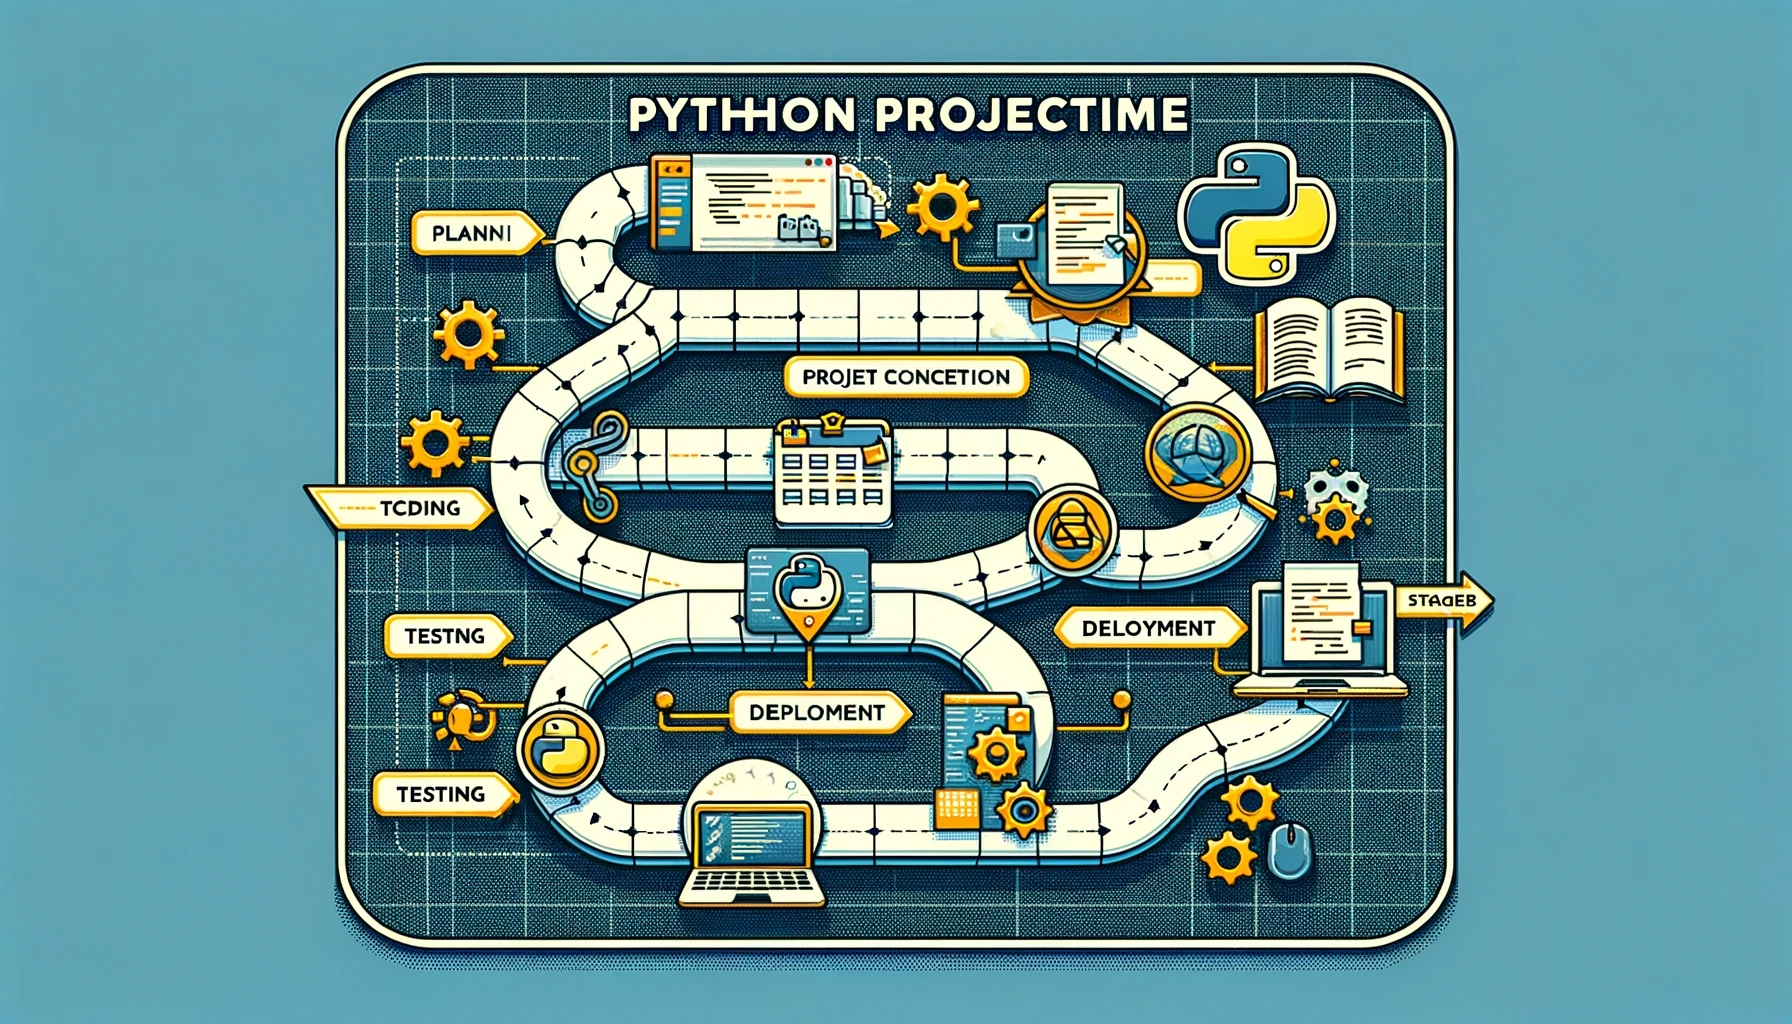 PYTHHON PROJECTIME
PLANNI
PROJET CONCETION
TCDING
STAGEB
TESTNG
DELOYMENT
DEPLOMENT
TESTING